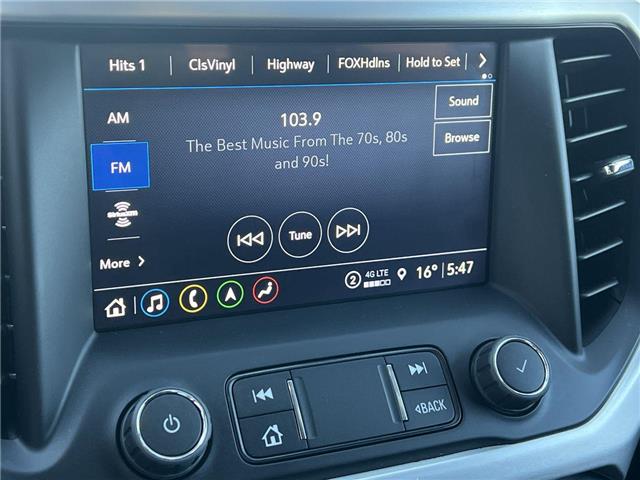 Hits 1 ClsVinyl Highway FOXHdlns Hold to Set >
AM
103.9
Sound
The Best Music From The 70s, 80s
and 90s!
Browse
FM
SiriusXM
Tune
More >
2 4G LTE 16° 5:47
BACK